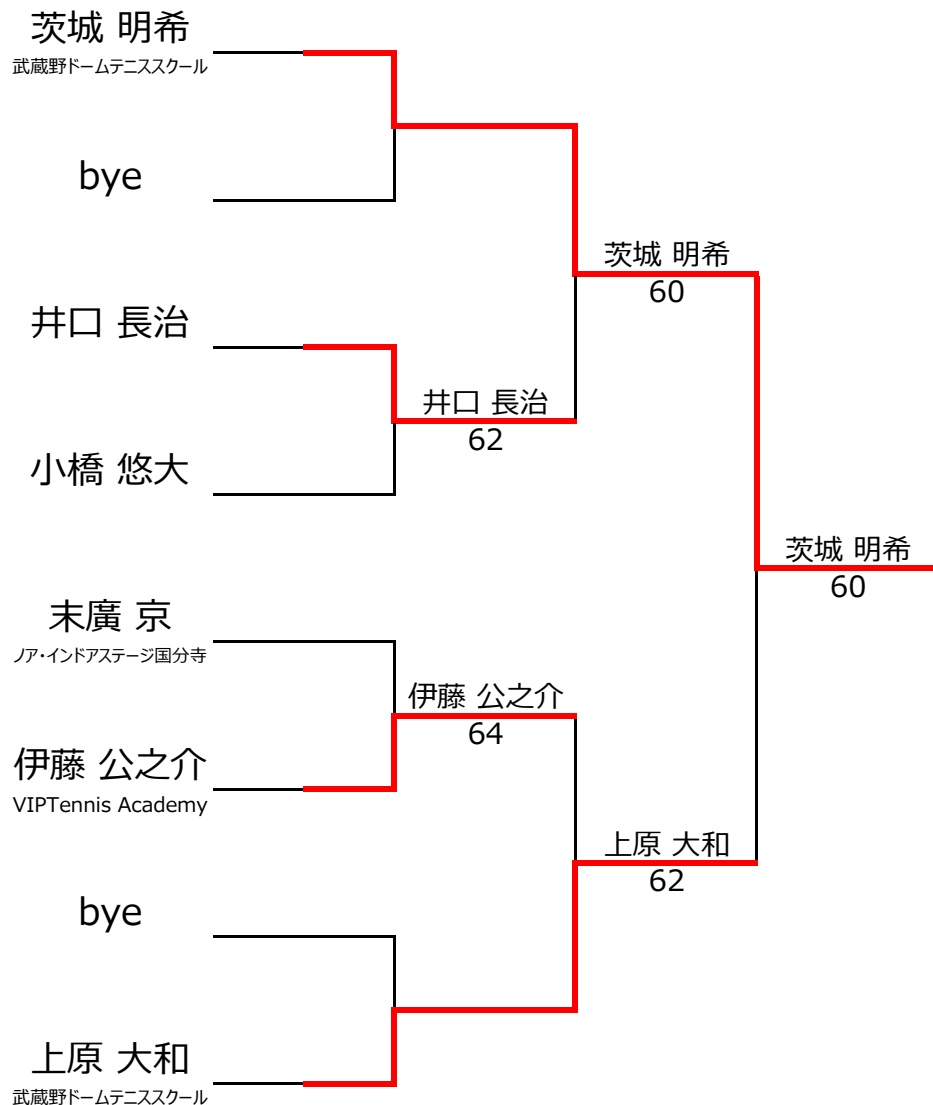 茨城 明希
武蔵野ドームテニススクール
bye
茨城 明希
60
井口 長治
井口 長治
62
小橋 悠大
茨城 明希
60
末廣 京
ノア・インドアステージ国分寺
伊藤 公之介
64
伊藤 公之介
VIPTennis Academy
上原 大和
62
bye
上原 大和
武蔵野ドームテニススクール